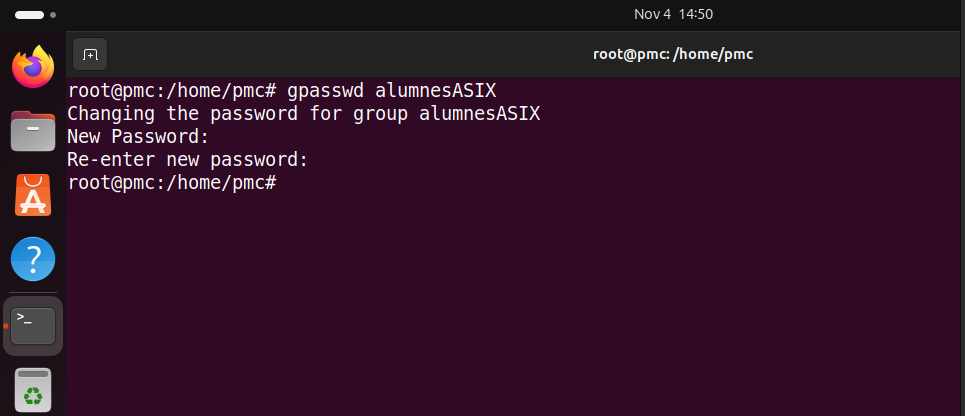 Nov 4 14:50
root@pmc: /home/pmc
root@pmc:/home/pmc# gpasswd alumnesASIX
Changing the password for group alumnesASIX
New Password:
Re-enter new password:
root@pmc:/home/pmc#